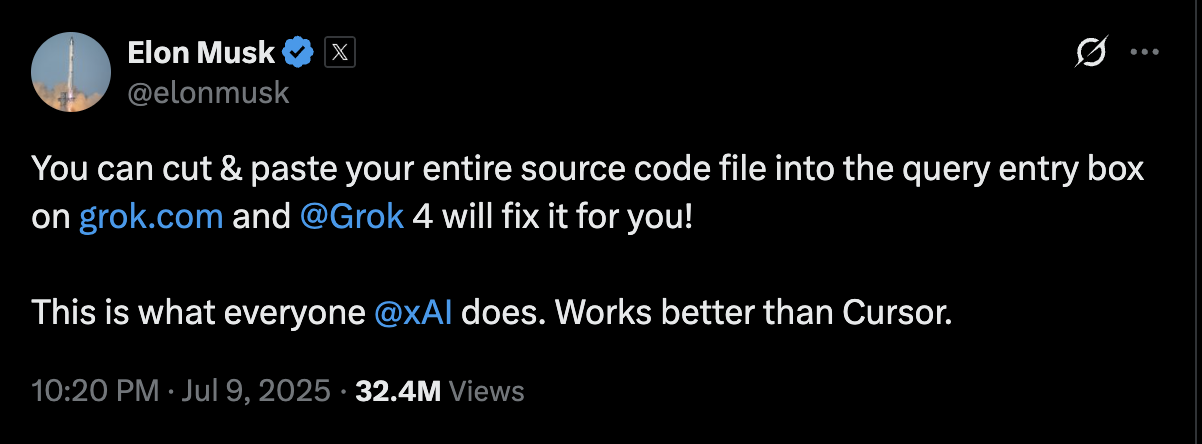 Elon Musk
@elonmusk
You can cut & paste your entire source code file into the query entry box
on grok.com and @Grok 4 will fix it for you!
This is what everyone @xAI does. Works better than Cursor.
10:20 PM · Jul 9, 2025 · 32.4M Views